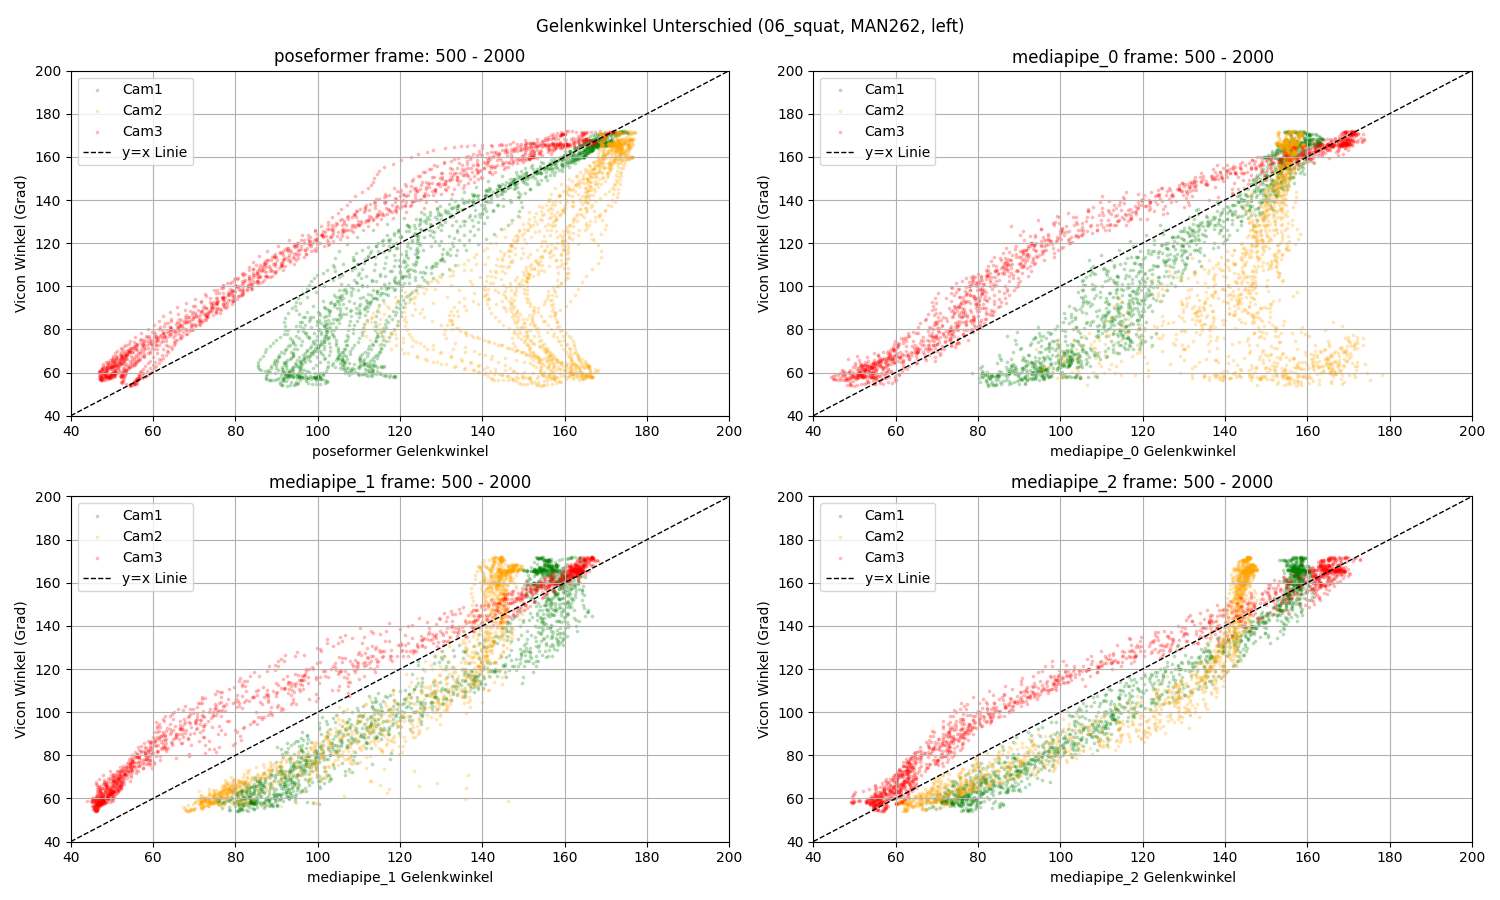 Gelenkwinkel Unterschied (06_squat, MAN262, left)
poseformer frame: 500 - 2000
200
180
160
140
120
100
80
60
40
Vicon Winkel (Grad)
Cam1
Cam2
Cam3
y=x Linie
40 60 80 100 120 140 160 180 200
poseformer Gelenkwinkel
mediapipe_0 frame: 500 - 2000
200
180
160
140
120
100
80
60
40
Vicon Winkel (Grad)
Cam1
Cam2
Cam3
y=x Linie
40 60 80 100 120 140 160 180 200
mediapipe_0 Gelenkwinkel
mediapipe_1 frame: 500 - 2000
200
180
160
140
120
100
80
60
40
Vicon Winkel (Grad)
Cam1
Cam2
Cam3
y=x Linie
40 60 80 100 120 140 160 180 200
mediapipe_1 Gelenkwinkel
mediapipe_2 frame: 500 - 2000
200
180
160
140
120
100
80
60
40
Vicon Winkel (Grad)
Cam1
Cam2
Cam3
y=x Linie
40 60 80 100 120 140 160 180 200
mediapipe_2 Gelenkwinkel